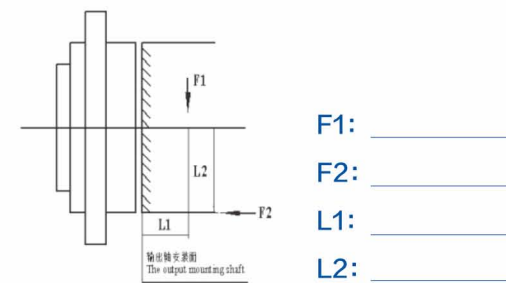 F1
L2
F2
L1
输出轴安装面
The output mounting shaft
F1:
F2:
L1:
L2: